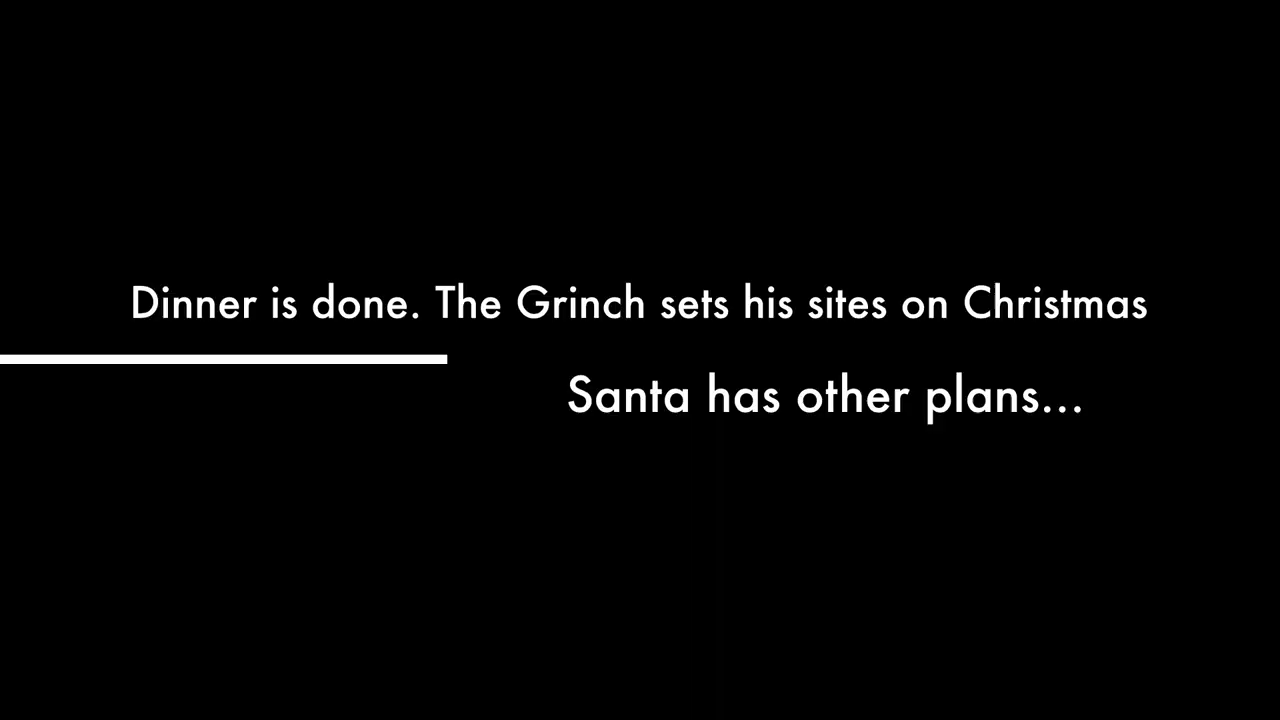 Dinner is done. The Grinch sets his sites on Christmas
Santa has other plans...